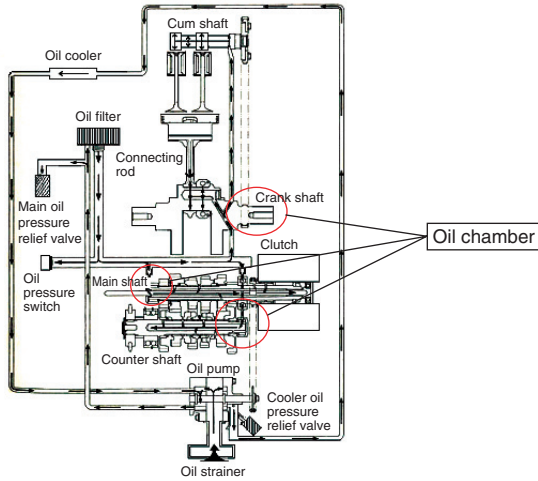 Cum shaft
Oil cooler
Oil filter
Connecting
rod
Main oil
pressure
relief valve
Crank shaft
Oil chamber
Clutch
Oil
pressure
switch
Main shaft
Counter shaft
Oil pump
Cooler oil
pressure
relief valve
Oil strainer